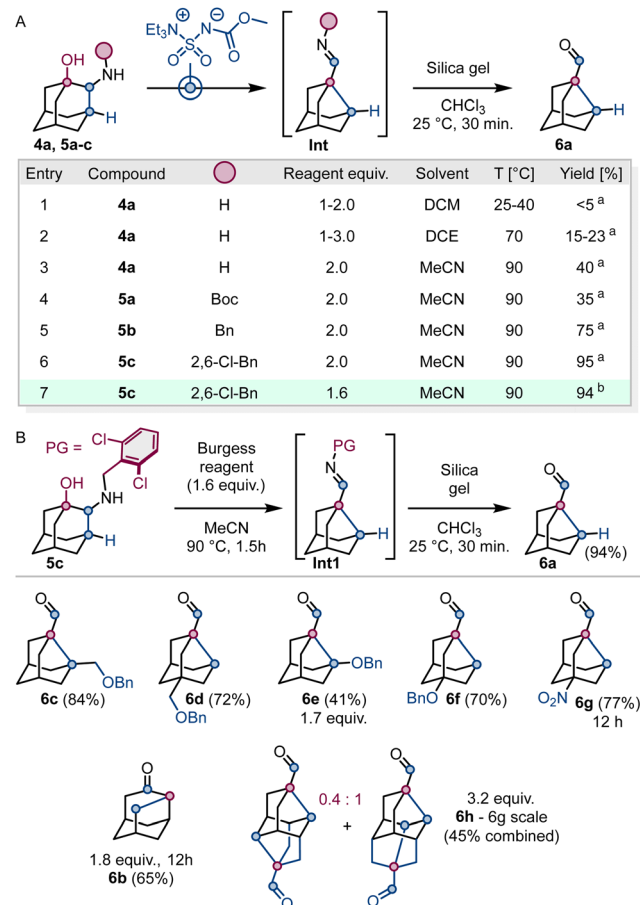 A
OH
NH
H
4a, 5a-c
Et3N ⊕ N ⊖ O
S N O
O O
N
H
Int
Silica gel
CHCl3
25 °C, 30 min.
O
H
6a
Entry Compound Reagent equiv. Solvent T [°C] Yield [%]
1 4a H 1-2.0 DCM 25-40 <5 a
2 4a H 1-3.0 DCE 70 15-23 a
3 4a H 2.0 MeCN 90 40 a
4 5a Boc 2.0 MeCN 90 35 a
5 5b Bn 2.0 MeCN 90 75 a
6 5c 2,6-Cl-Bn 2.0 MeCN 90 95 a
7 5c 2,6-Cl-Bn 1.6 MeCN 90 94 b
B
PG = Cl
Cl
OH
NH
H
5c
Burgess
reagent
(1.6 equiv.)
MeCN
90 °C, 1.5h
PG
N
H
Int1
Silica
gel
CHCl3
25 °C, 30 min.
O
H (94%)
6a
O
OBn
6c (84%)
O
OBn
6d (72%)
O
OBn
6e (41%)
1.7 equiv.
O
BnO
6f (70%)
O
O2N
6g (77%)
12 h
O
1.8 equiv., 12h
6b (65%)
O
O
0.4 : 1
+
O
O
3.2 equiv.
6h - 6g scale
(45% combined)